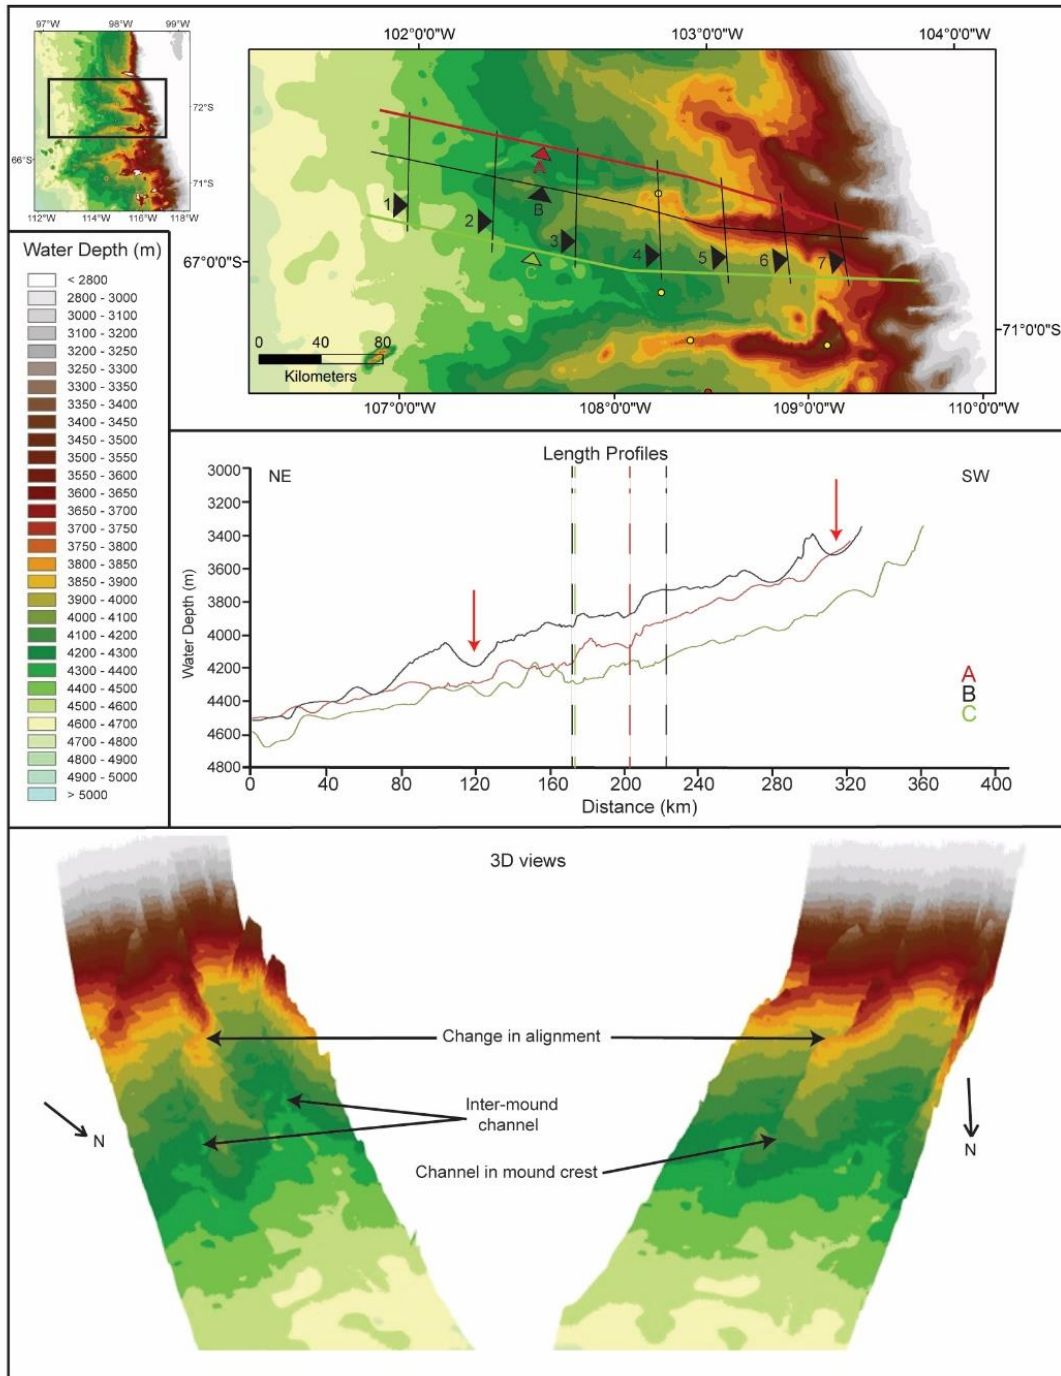 97°W 98°W 99°W
72°S
66°S
71°S
112°W 114°W 116°W 118°W
102°0'0"W 103°0'0"W 104°0'0"W
A
B
C
1
2
3
4
5
6
7
67°0'0"S
71°0'0"S
0 40 80
Kilometers
107°0'0"W 108°0'0"W 109°0'0"W 110°0'0"W
Water Depth (m)
< 2800
2800 - 3000
3000 - 3100
3100 - 3200
3200 - 3250
3250 - 3300
3300 - 3350
3350 - 3400
3400 - 3450
3450 - 3500
3500 - 3550
3550 - 3600
3600 - 3650
3650 - 3700
3700 - 3750
3750 - 3800
3800 - 3850
3850 - 3900
3900 - 4000
4000 - 4100
4100 - 4200
4200 - 4300
4300 - 4400
4400 - 4500
4500 - 4600
4600 - 4700
4700 - 4800
4800 - 4900
4900 - 5000
> 5000
Length Profiles
NE
SW
3000
3200
3400
3600
3800
4000
4200
4400
4600
4800
Water Depth (m)
A
B
C
0 40 80 120 160 200 240 280 320 360 400
Distance (km)
3D views
Change in alignment
Inter-mound
channel
Channel in mound crest
N
N